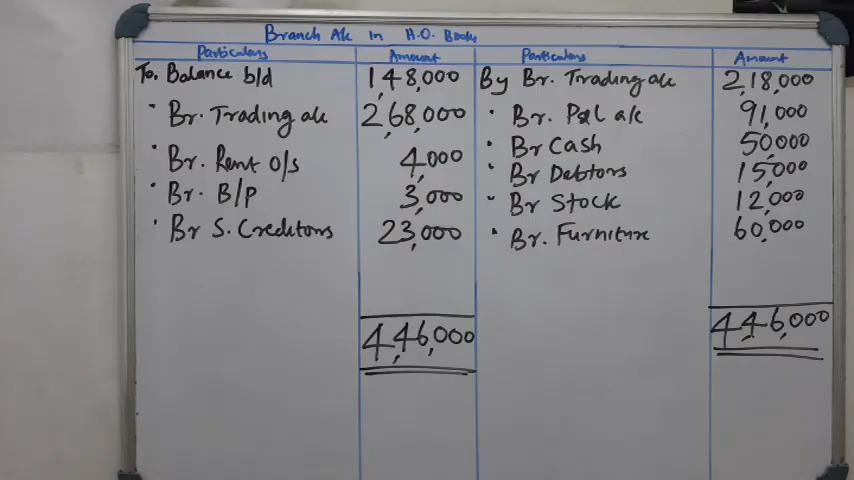 Branch A/c in H.O. Books
Particulars Amount Particulars Amount
To, Balance b/d 1,48,000 By Br. Trading a/c 2,18,000
" Br. Trading a/c 2,68,000 " Br. P&L a/c 91,000
" Br. Rent o/s 4,000 " Br Cash 50,000
" Br. B/P 3,000 " Br Debtors 15,000
" Br S. Creditors 23,000 " Br Stock 12,000
" Br. Furniture 60,000
4,46,000 4,46,000